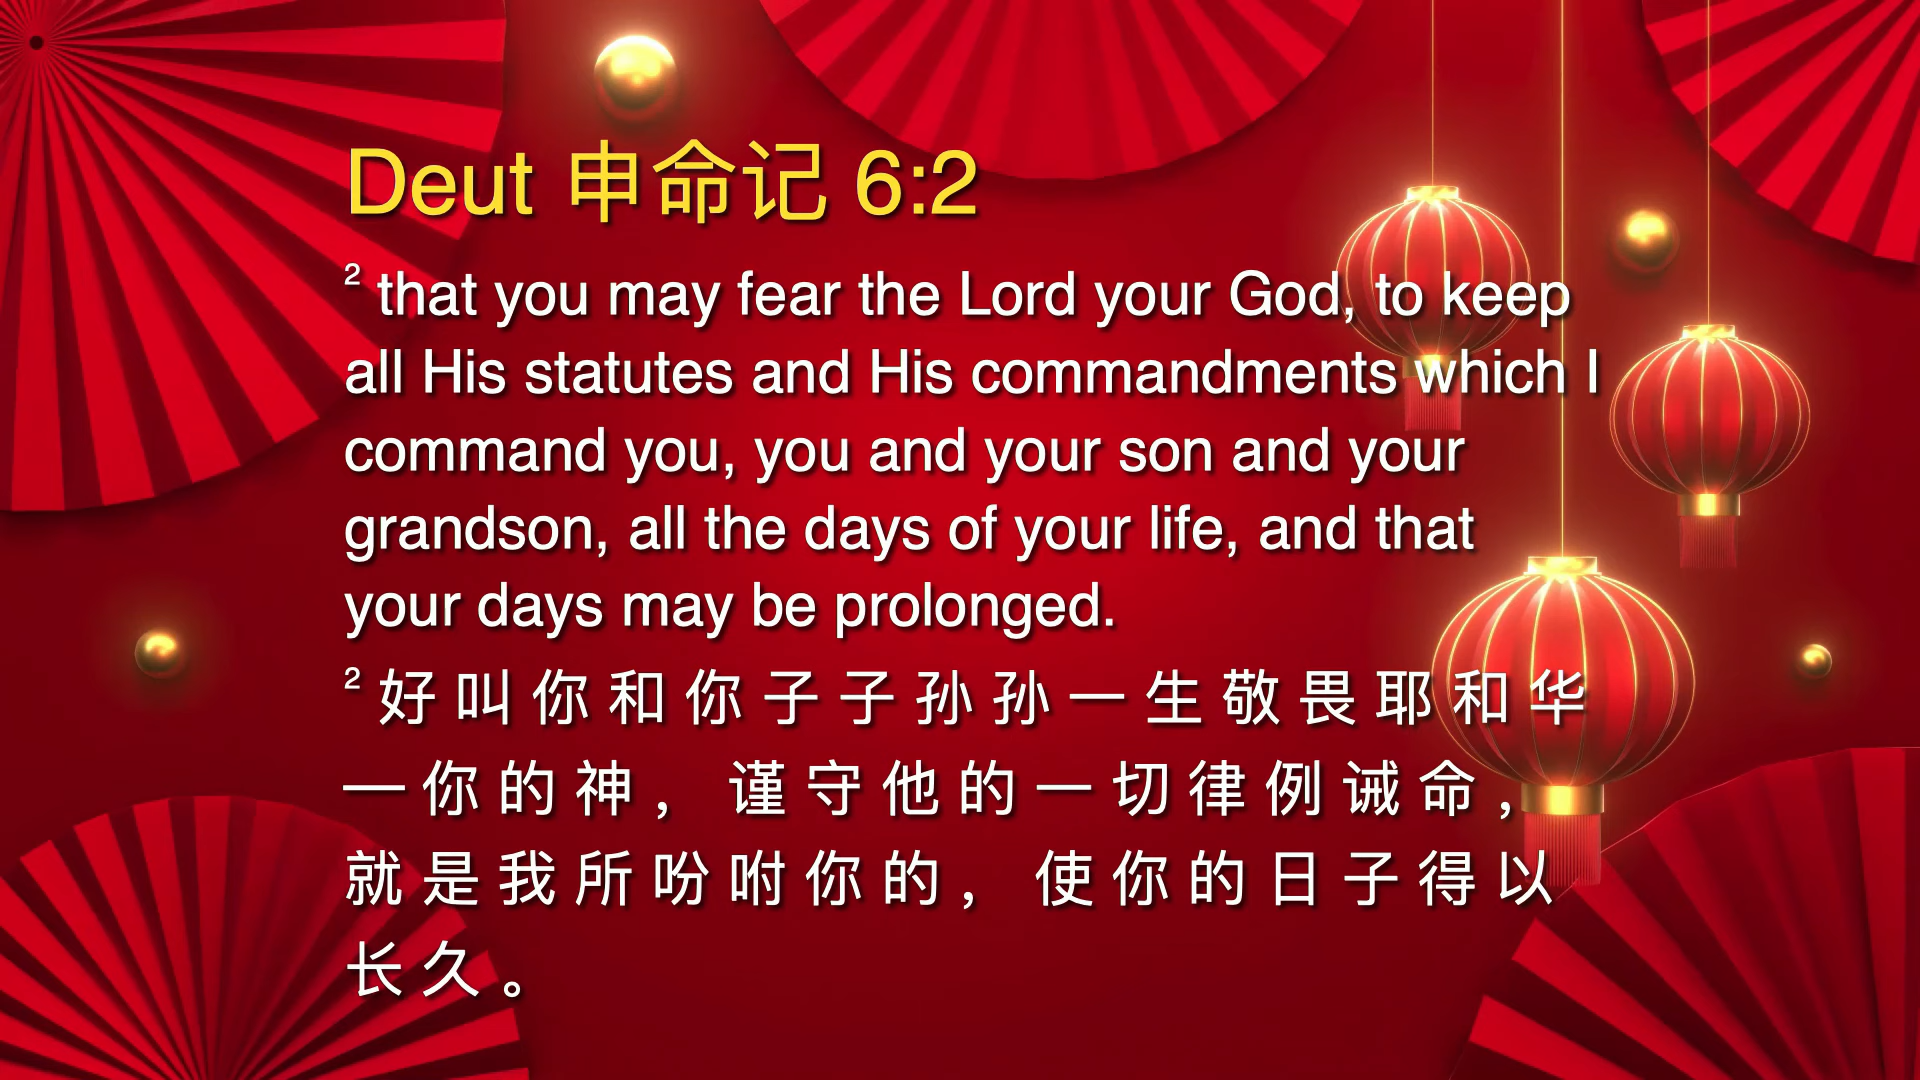 Deut 申命记 6:2
² that you may fear the Lord your God, to keep
all His statutes and His commandments which I
command you, you and your son and your
grandson, all the days of your life, and that
your days may be prolonged.
² 好 叫 你 和 你 子 子 孙 孙 一 生 敬 畏 耶 和 华
— 你 的 神 ， 谨 守 他 的 一 切 律 例 诫 命 ，
就 是 我 所 吩 咐 你 的 ， 使 你 的 日 子 得 以
长 久 。